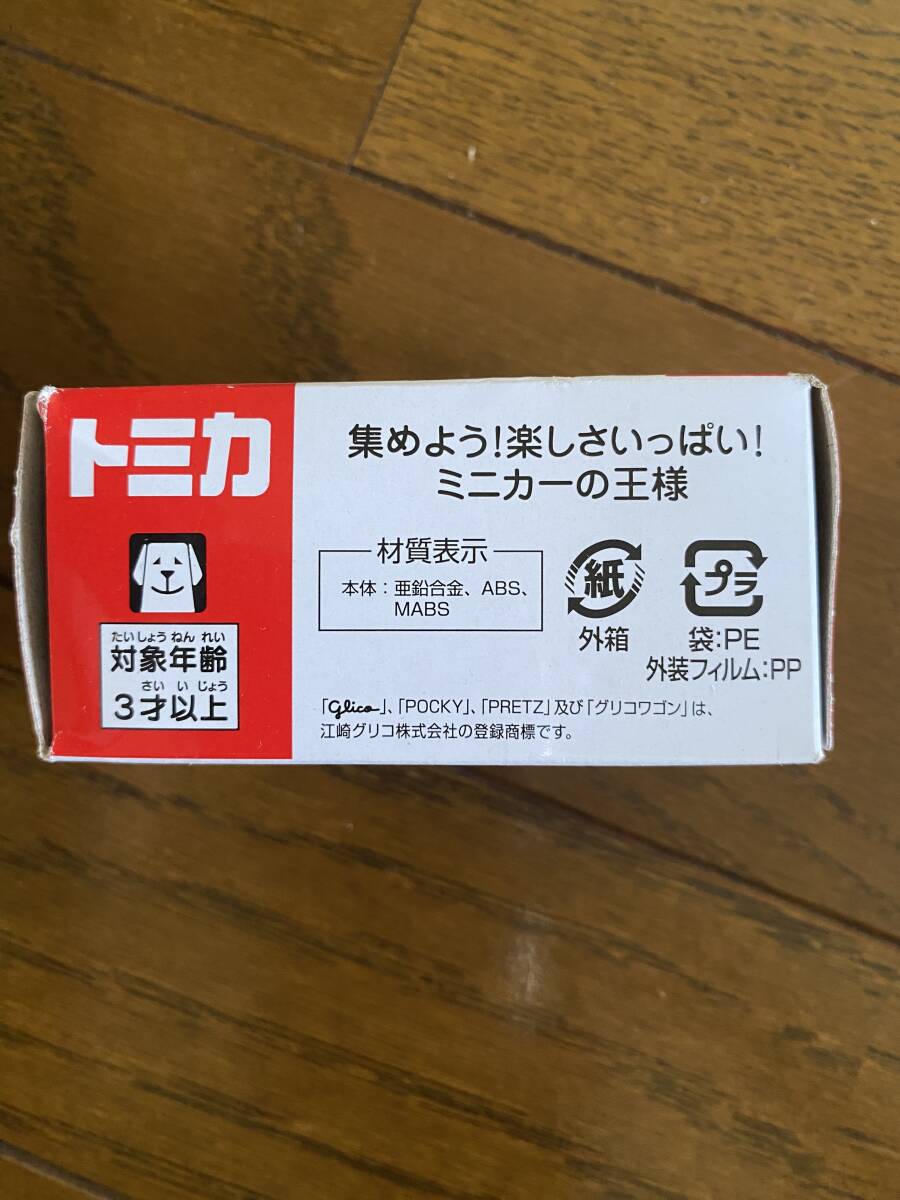 トミカ
たいしょうねんれい
対象年齢
さいいじょう
3才以上
集めよう!楽しさいっぱい!
ミニカーの王様
材質表示
本体:亜鉛合金、ABS、
MABS
紙
外箱
プラ
袋:PE
外装フィルム:PP
「glico」、「POCKY」、「PRETZ」及び「グリコワゴン」は、
江崎グリコ株式会社の登録商標です。